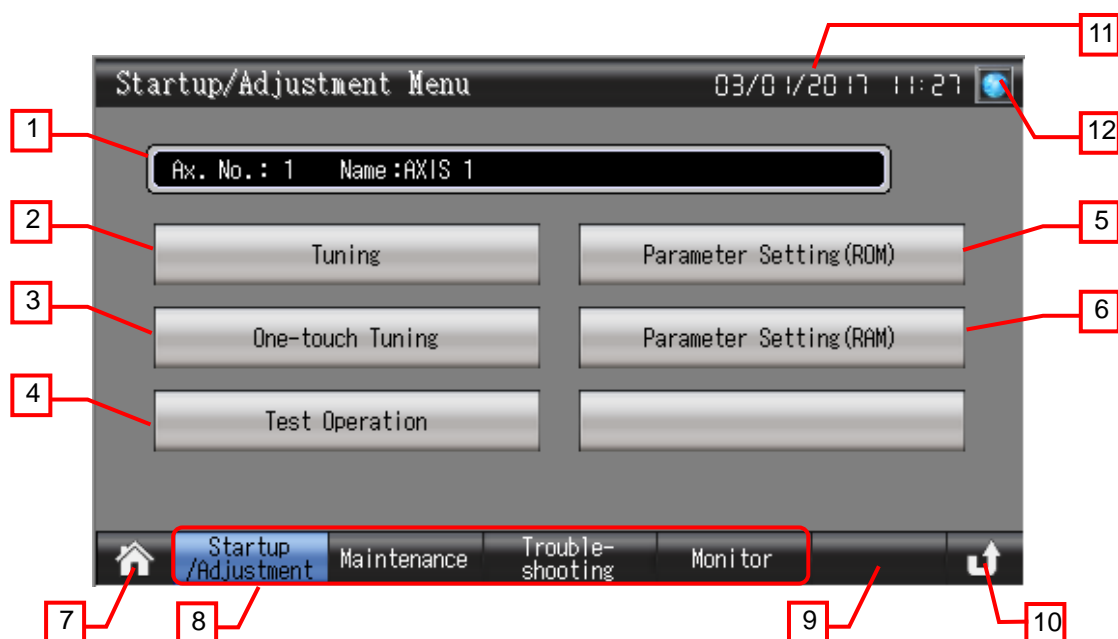 11
Startup/Adjustment Menu 03/01/2017 11:27
12
1
Ax. No.: 1 Name:AXIS 1
2
Tuning
Parameter Setting(ROM)
5
3
One-touch Tuning
Parameter Setting(RAM)
6
4
Test Operation
Startup
/Adjustment
Maintenance
Trouble-
shooting
Monitor
7
8
9
10